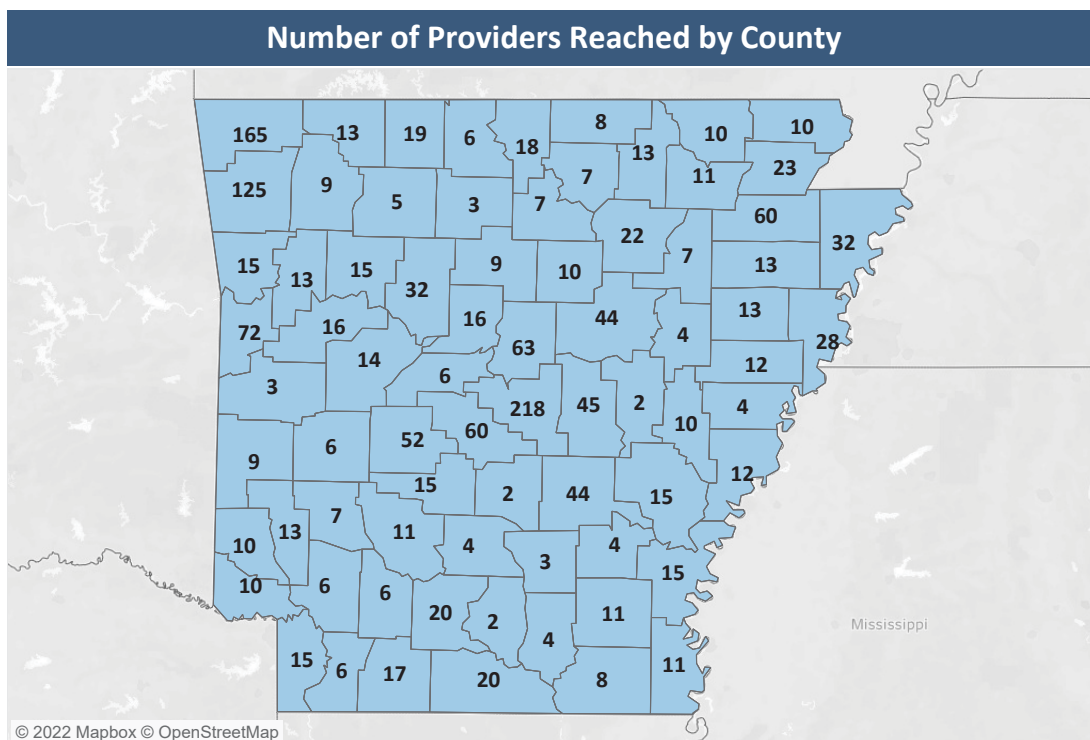 Number of Providers Reached by County
165 13 19 6 18 8 13 10 10
125 9 5 3 7 7 11 23
22 7 60 32
15 13 15 32 9 10 13
72 16 16 63 44 4 13 28
3 14 6 12
218 45 2 10 4
9 6 52 60 12
15 2 44 15
10 13 7 11 4 3 4 15
10 6 6 20 2 4 11
15 6 17 20 8 11
Mississippi
© 2022 Mapbox © OpenStreetMap